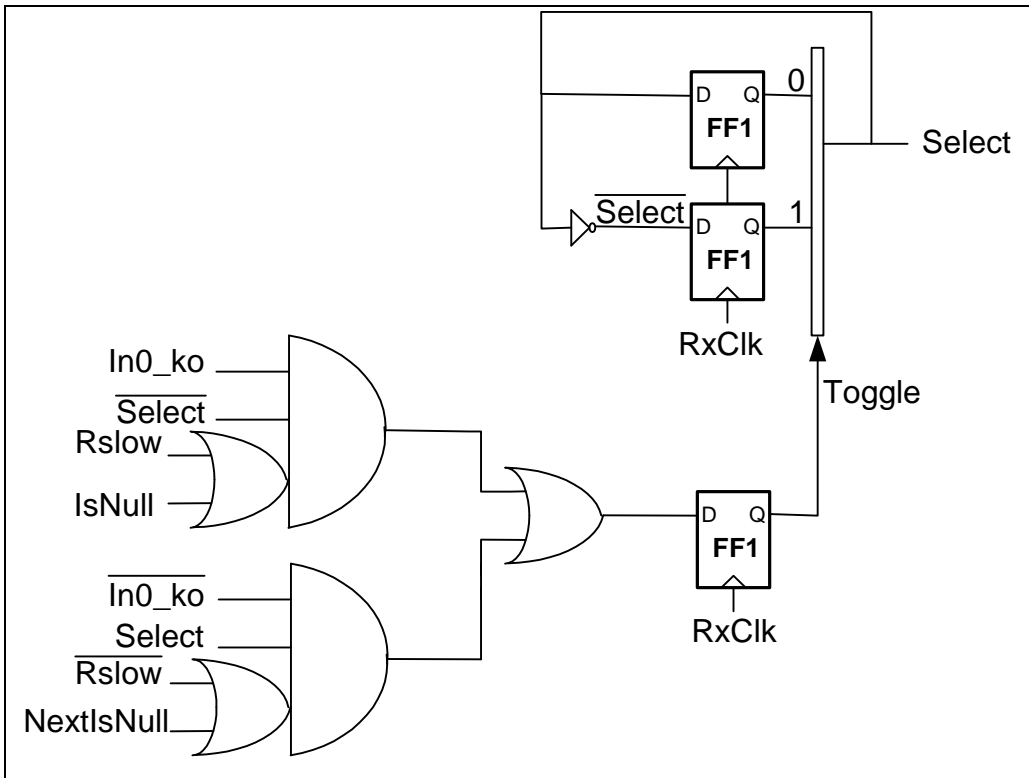 0
D Q
FF1
Select
Select
1
D Q
FF1
RxClk
In0_ko
Select
Rslow
IsNull
Toggle
D Q
FF1
RxClk
In0_ko
Select
Rslow
NextIsNull